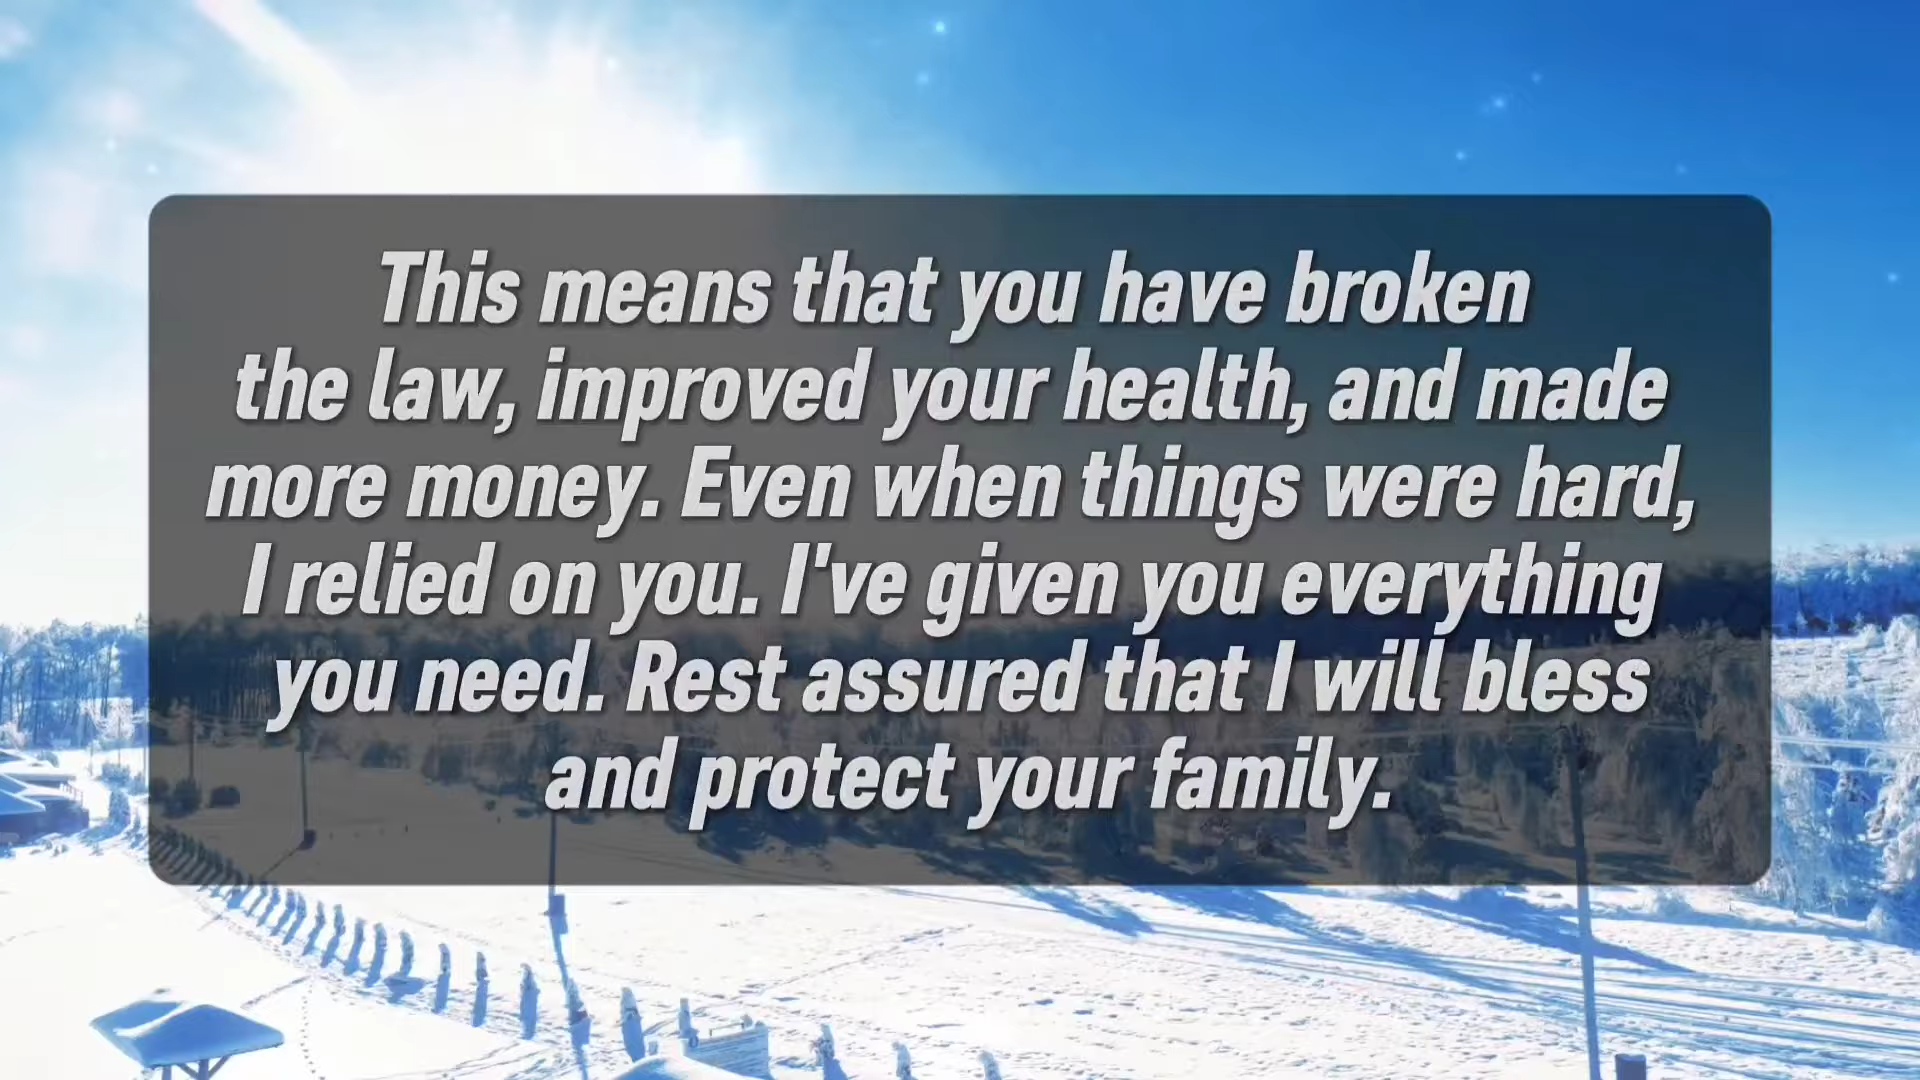 This means that you have broken
the law, improved your health, and made
more money. Even when things were hard,
I relied on you. I've given you everything
you need. Rest assured that I will bless
and protect your family.